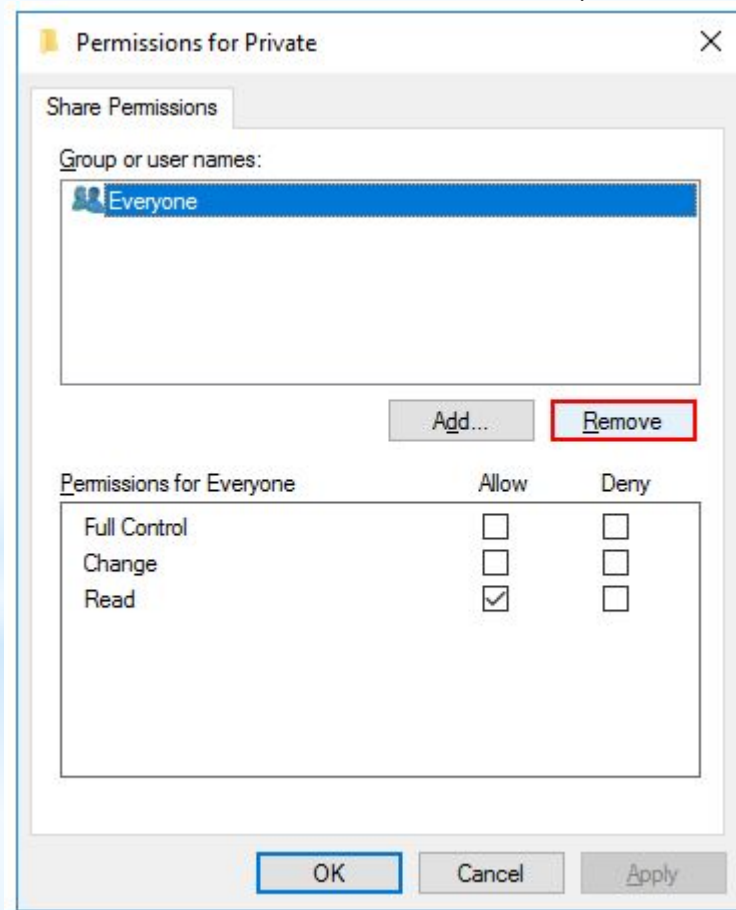 Permissions for Private
Share Permissions
Group or user names:
Everyone
Add... Remove
Permissions for Everyone Allow Deny
Full Control
Change
Read
OK Cancel Apply